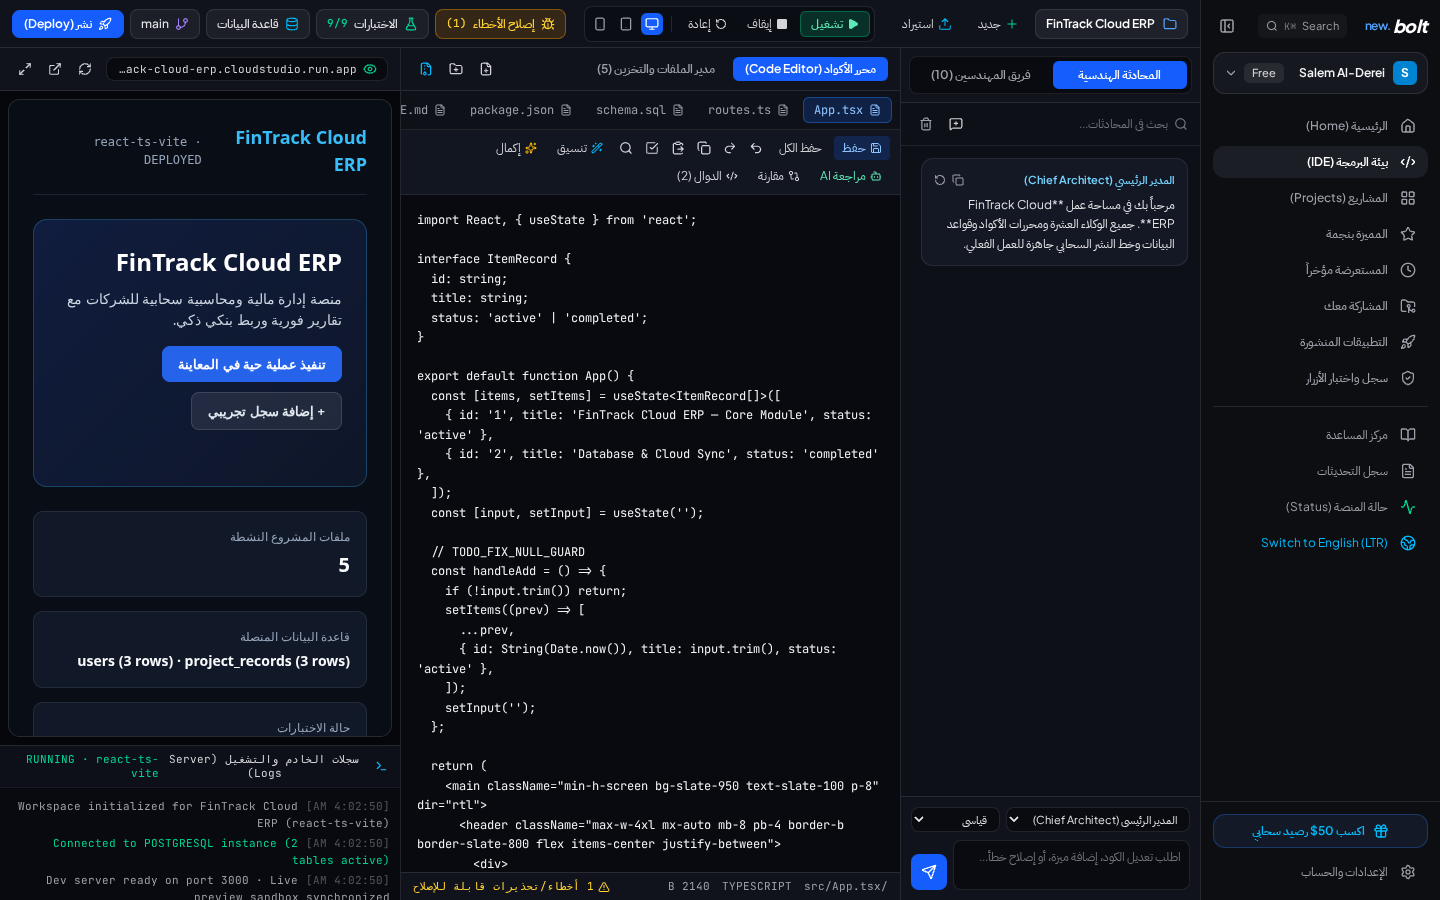 bolt.new
Search ⌘K
S Salem Al-Derei Free
الرئيسية (Home)
بيئة البرمجة (IDE)
المشاريع (Projects)
المميزة بنجمة
المستعرضة مؤخراً
المشاركة معك
التطبيقات المنشورة
سجل واختبار الأزرار
مركز المساعدة
سجل التحديثات
حالة المنصة (Status)
Switch to English (LTR)
اكسب 50$ رصيد سحابي
الإعدادات والحساب
FinTrack Cloud ERP
جديد
استيراد
تشغيل
إيقاف
إعادة
إصلاح الأخطاء (1)
الاختبارات 9/9
قاعدة البيانات
main
نشر (Deploy)
المحادثة الهندسية
فريق المهندسين (10)
بحث في المحادثات...
المدير الرئيسي (Chief Architect)
مرحباً بك في مساحة عمل **FinTrack Cloud
ERP**. جميع الوكلاء العشرة ومحررات الأكواد وقواعد
البيانات وخط النشر السحابي جاهزة للعمل الفعلي.
المدير الرئيسي (Chief Architect)
قياسي
اطلب تعديل الكود، إضافة ميزة، أو إصلاح خطأ...
محرر الأكواد (Code Editor)
مدير الملفات والتخزين (5)
App.tsx
routes.ts
schema.sql
package.json
E.md
حفظ
حفظ الكل
تنسيق
إكمال
مراجعة AI
مقارنة
الدوال (2)
import React, { useState } from 'react';
interface ItemRecord {
id: string;
title: string;
status: 'active' | 'completed';
}
export default function App() {
const [items, setItems] = useState<ItemRecord[]>([
{ id: '1', title: 'FinTrack Cloud ERP — Core Module', status:
'active' },
{ id: '2', title: 'Database & Cloud Sync', status: 'completed'
},
]);
const [input, setInput] = useState('');
// TODO_FIX_NULL_GUARD
const handleAdd = () => {
if (!input.trim()) return;
setItems((prev) => [
...prev,
{ id: String(Date.now()), title: input.trim(), status:
'active' },
]);
setInput('');
};
return (
<main className="min-h-screen bg-slate-950 text-slate-100 p-8"
dir="rtl">
<header className="max-w-4xl mx-auto mb-8 pb-4 border-b
border-slate-800 flex items-center justify-between">
<div>
src/App.tsx/
TYPESCRIPT
B 2140
1 أخطاء/تحذيرات قابلة للإصلاح
…ack-cloud-erp.cloudstudio.run.app
FinTrack Cloud
ERP
react-ts-vite ·
DEPLOYED
FinTrack Cloud ERP
منصة إدارة مالية ومحاسبية سحابية للشركات مع
تقارير فورية وربط بنكي ذكي.
تنفيذ عملية حية في المعاينة
+ إضافة سجل تجريبي
ملفات المشروع النشطة
5
قاعدة البيانات المتصلة
users (3 rows) · project_records (3 rows)
حالة الاختبارات
سجلات الخادم والتشغيل (Server
Logs)
RUNNING · react-ts-
vite
[AM 4:02:50] Workspace initialized for FinTrack Cloud
ERP (react-ts-vite)
[AM 4:02:50] Connected to POSTGRESQL instance (2
tables active)
[AM 4:02:50] Dev server ready on port 3000 · Live
preview sandbox synchronized